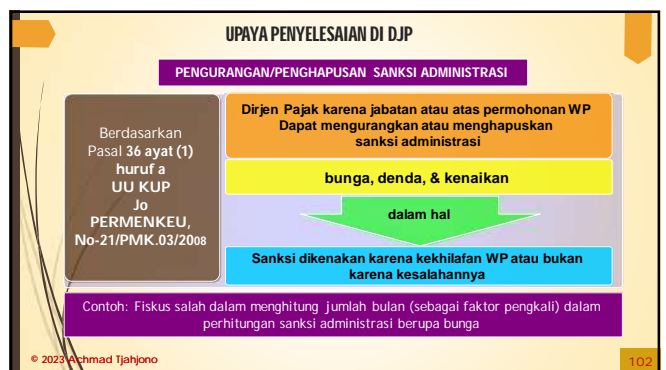 UPAYA PENYELESAIAN DI DJP
PENGURANGAN/PENGHAPUSAN SANKSI ADMINISTRASI
Berdasarkan
Pasal 36 ayat (1)
huruf a
UU KUP
Jo
PERMENKEU,
No-21/PMK.03/2008
Dirjen Pajak karena jabatan atau atas permohonan WP
Dapat mengurangkan atau menghapuskan
sanksi administrasi
bunga, denda, & kenaikan
dalam hal
Sanksi dikenakan karena kekhilafan WP atau bukan
karena kesalahannya
Contoh: Fiskus salah dalam menghitung jumlah bulan (sebagai faktor pengkali) dalam
perhitungan sanksi administrasi berupa bunga
© 2023 Achmad Tjahjono
102